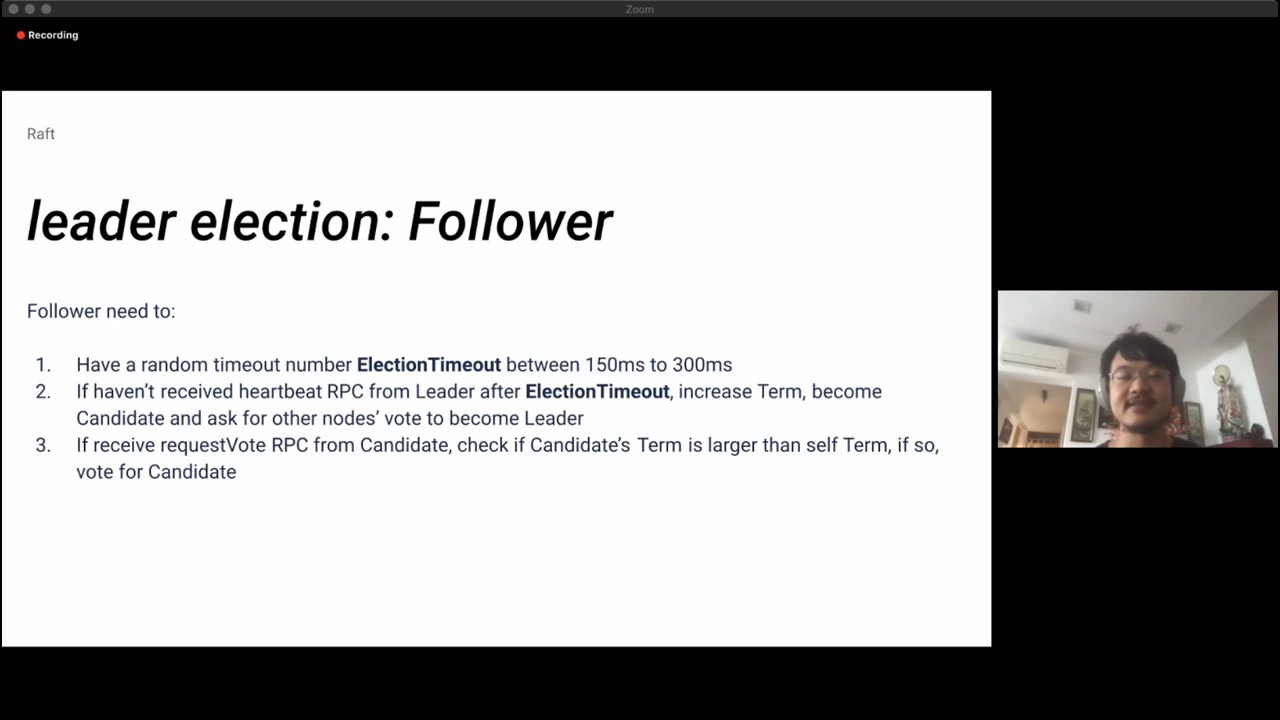 Zoom
Recording
Raft
leader election: Follower
Follower need to:
1. Have a random timeout number ElectionTimeout between 150ms to 300ms
2. If haven’t received heartbeat RPC from Leader after ElectionTimeout, increase Term, become
Candidate and ask for other nodes’ vote to become Leader
3. If receive requestVote RPC from Candidate, check if Candidate’s Term is larger than self Term, if so,
vote for Candidate